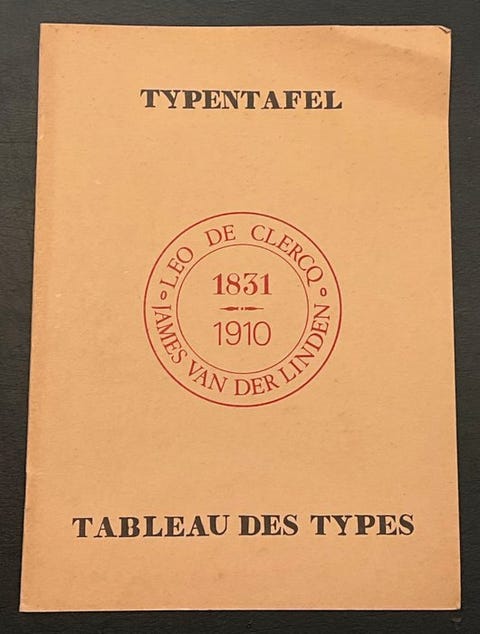 TYPENTAFEL
LEO DE CLERCQ
1831
1910
JAMES VAN DER LINDEN
TABLEAU DES TYPES